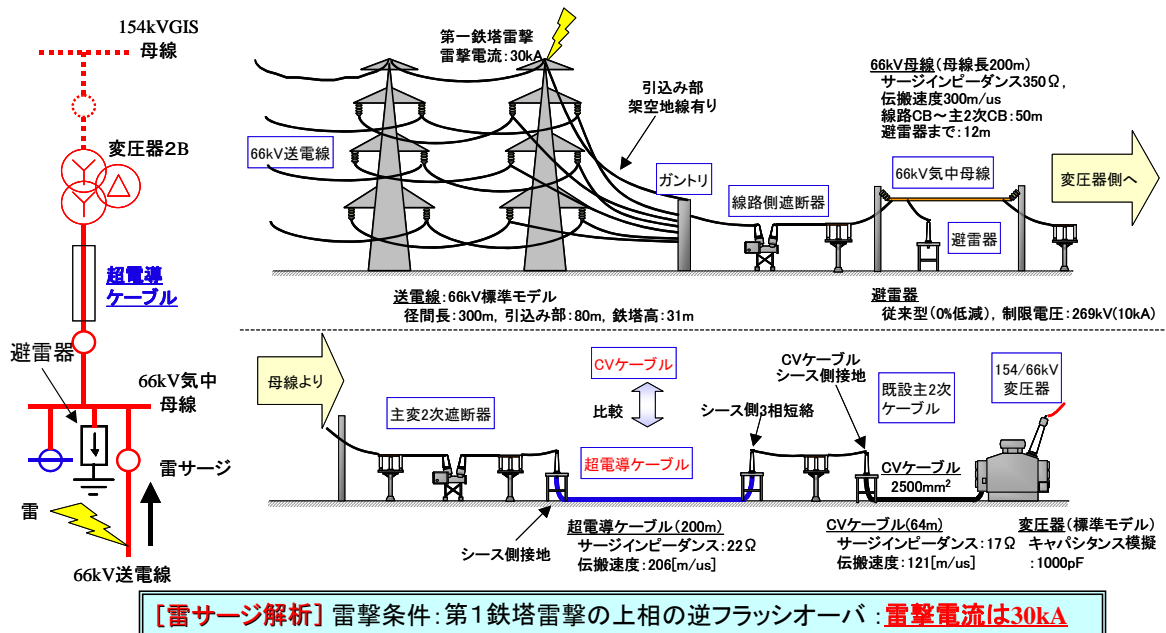 154kVGIS
母線
変圧器2B
超電導
ケーブル
避雷器
66kV気中
母線
雷サージ
雷
66kV送電線
第一鉄塔雷撃
雷撃電流:30kA
引込み部
架空地線有り
66kV母線(母線長200m)
サージインピーダンス350Ω,
伝搬速度300m/us
線路CB~主2次CB:50m
避雷器まで:12m
66kV送電線
ガントリ
線路側遮断器
66kV気中母線
避雷器
変圧器側へ
送電線:66kV標準モデル
径間長:300m, 引込み部:80m, 鉄塔高:31m
避雷器
従来型(0%低減), 制限電圧:269kV(10kA)
母線より
主変2次遮断器
CVケーブル
比較
超電導ケーブル
シース側3相短絡
CVケーブル
シース側接地
既設主2次
ケーブル
154/66kV
変圧器
CVケーブル
2500mm²
シース側接地
超電導ケーブル(200m)
サージインピーダンス:22Ω
伝搬速度:206[m/us]
CVケーブル(64m)
サージインピーダンス:17Ω
伝搬速度:121[m/us]
変圧器(標準モデル)
キャパシタンス模擬
:1000pF
[雷サージ解析] 雷撃条件:第1鉄塔雷撃の上相の逆フラッシオーバ:雷撃電流は30kA